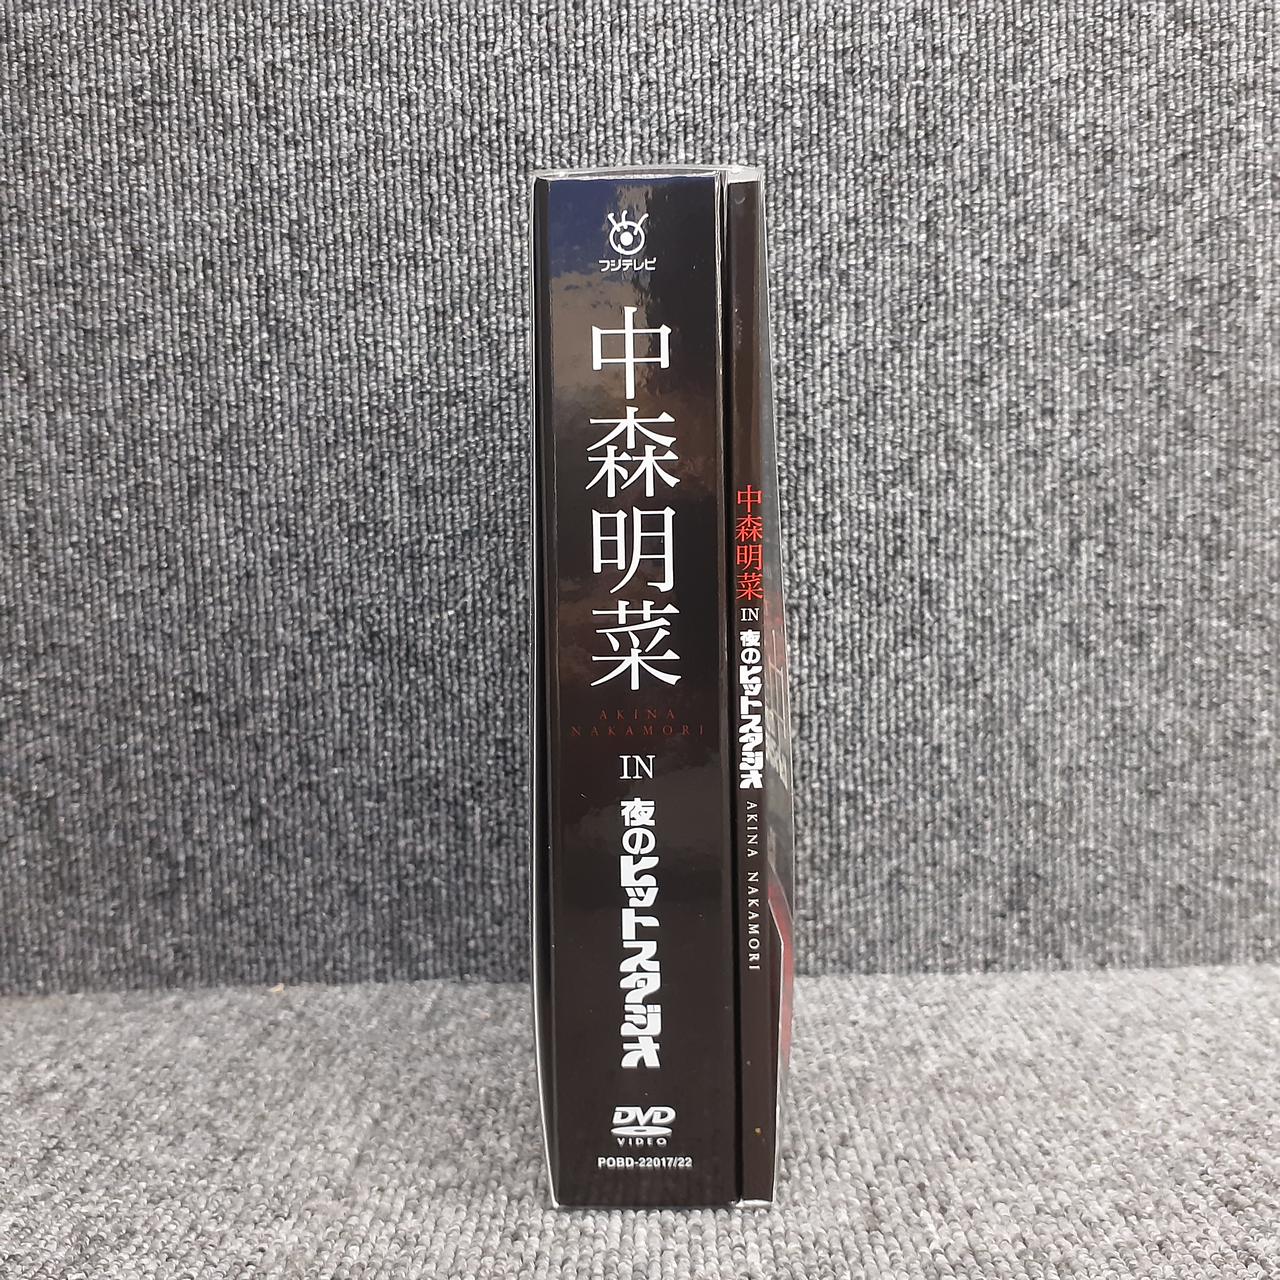 フジテレビ
中森明菜
AKINA
NAKAMORI
IN
夜のヒットスタジオ
DVD
VIDEO
POBD-22017/22
中森明菜 IN 夜のヒットスタジオ AKINA NAKAMORI